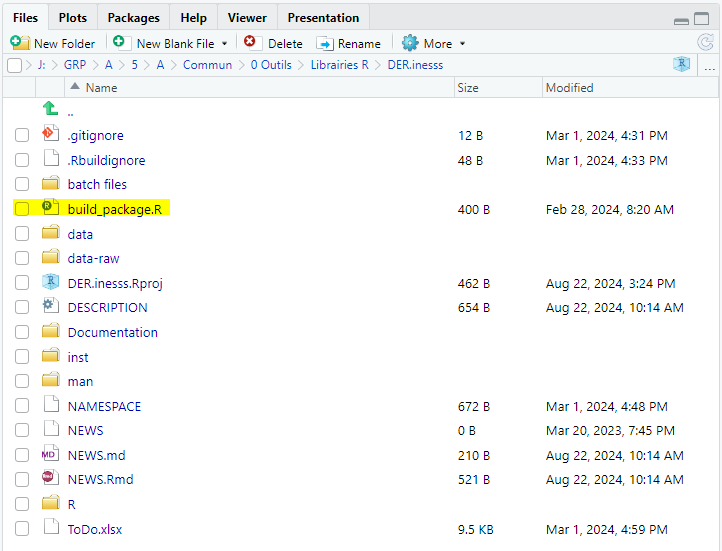 Files Plots Packages Help Viewer Presentation
New Folder New Blank File Delete Rename More
J: GRP A 5 A Commun 0 Outils Librairies R DER.inesss R ...
Name Size Modified
..
.gitignore 12 B Mar 1, 2024, 4:31 PM
.Rbuildignore 48 B Mar 1, 2024, 4:33 PM
batch files
R build_package.R 400 B Feb 28, 2024, 8:20 AM
data
data-raw
R DER.inesss.Rproj 462 B Aug 22, 2024, 3:24 PM
DESCRIPTION 654 B Aug 22, 2024, 10:14 AM
Documentation
inst
man
NAMESPACE 672 B Mar 1, 2024, 4:48 PM
NEWS 0 B Mar 20, 2023, 7:45 PM
MD NEWS.md 210 B Aug 22, 2024, 10:14 AM
Rmd NEWS.Rmd 521 B Aug 22, 2024, 10:14 AM
R
ToDo.xlsx 9.5 KB Mar 1, 2024, 4:59 PM